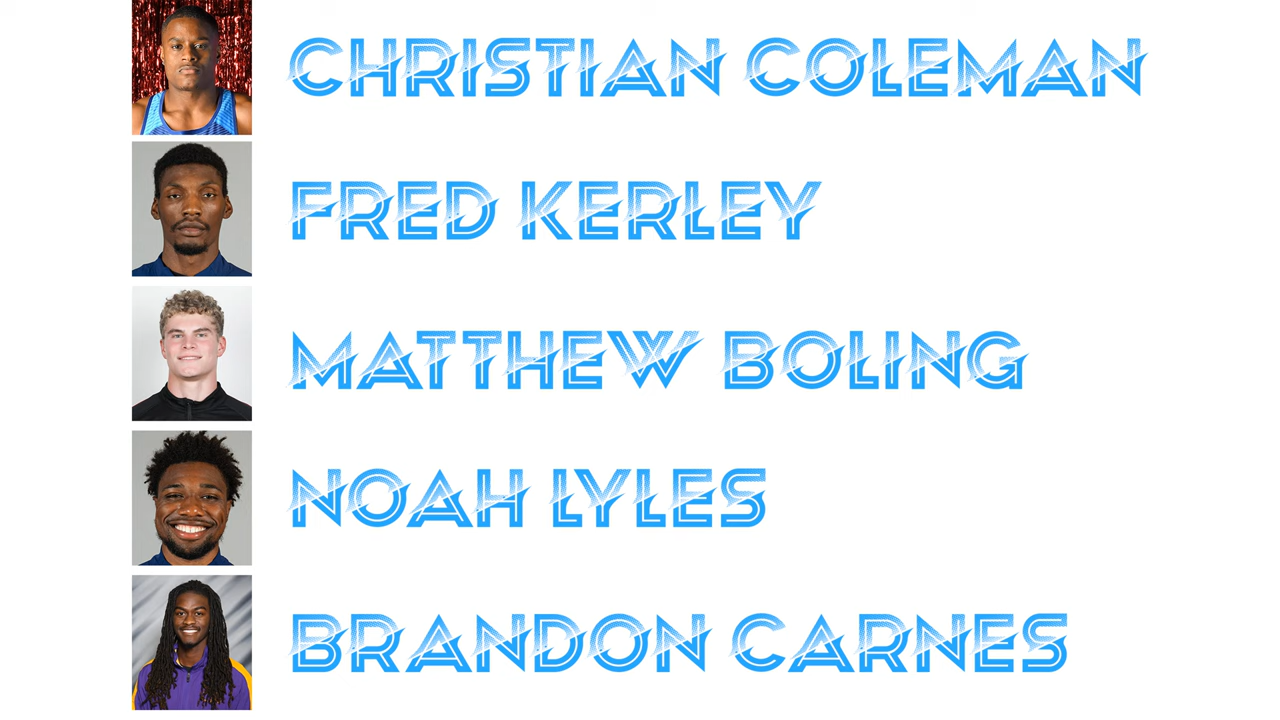 CHRISTIAN COLEMAN
FRED KERLEY
MATTHEW BOLING
NOAH LYLES
BRANDON CARNES